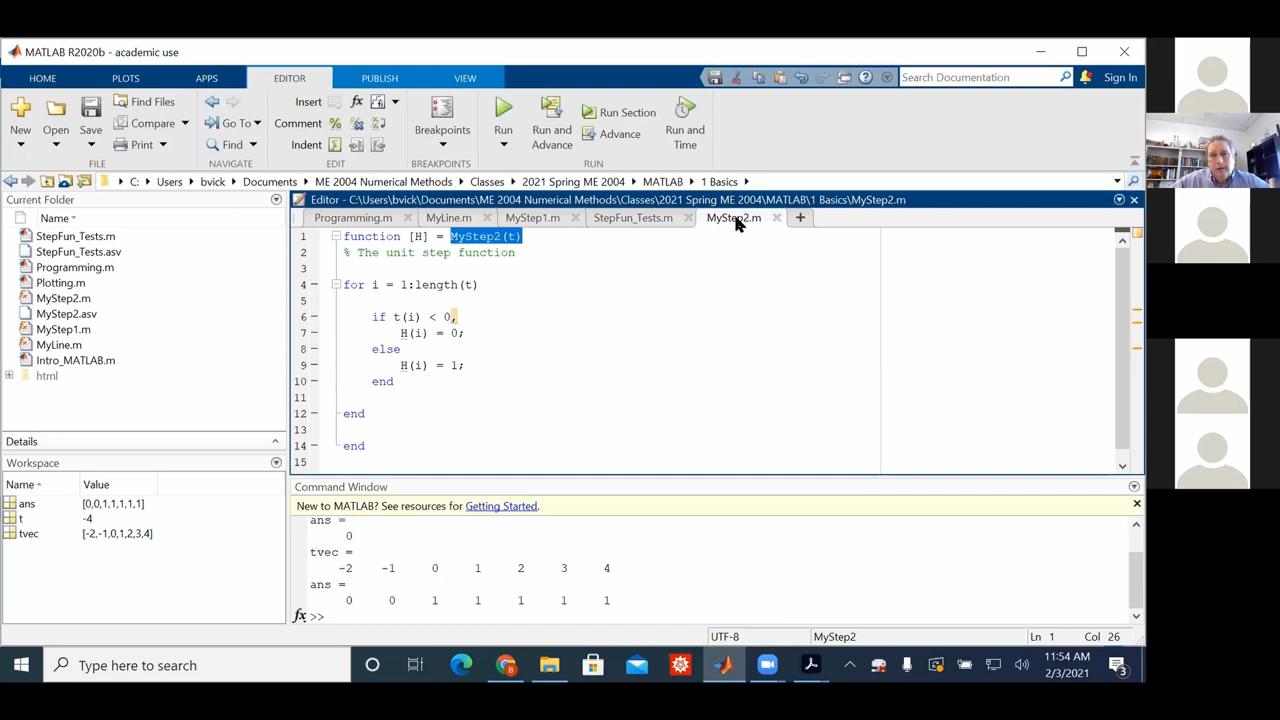 MATLAB R2020b - academic use
HOME PLOTS APPS EDITOR PUBLISH VIEW Search Documentation Sign In
New Open Save Find Files Compare Print Go To Find Insert Comment Indent Breakpoints Run Run and Advance Run Section Advance Run and Time
FILE NAVIGATE EDIT BREAKPOINTS RUN
C: Users bvick Documents ME 2004 Numerical Methods Classes 2021 Spring ME 2004 MATLAB 1 Basics
Current Folder
Name
StepFun_Tests.m
StepFun_Tests.asv
Programming.m
Plotting.m
MyStep2.m
MyStep2.asv
MyStep1.m
MyLine.m
Intro_MATLAB.m
html
Details
Workspace
Name Value
ans [0,0,1,1,1,1,1]
t -4
tvec [-2,-1,0,1,2,3,4]
Editor - C:\Users\bvick\Documents\ME 2004 Numerical Methods\Classes\2021 Spring ME 2004\MATLAB\1 Basics\MyStep2.m
Programming.m MyLine.m MyStep1.m StepFun_Tests.m MyStep2.m
1 function [H] = MyStep2(t)
2 % The unit step function
3
4 for i = 1:length(t)
5
6 if t(i) < 0,
7 H(i) = 0;
8 else
9 H(i) = 1;
10 end
11
12 end
13
14 end
15
Command Window
New to MATLAB? See resources for Getting Started.
ans =
0
tvec =
-2 -1 0 1 2 3 4
ans =
0 0 1 1 1 1 1
fx >>
UTF-8 MyStep2 Ln 1 Col 26
Type here to search
11:54 AM
2/3/2021
3